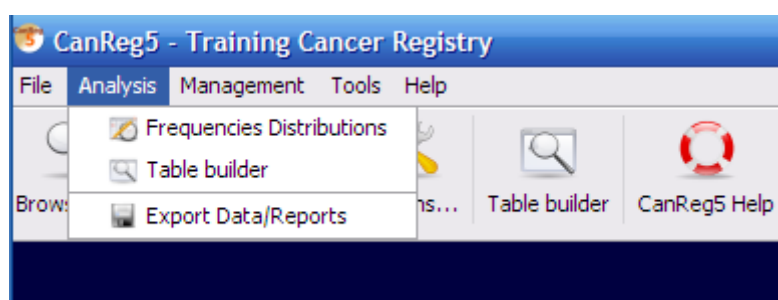 CanReg5 - Training Cancer Registry
File Analysis Management Tools Help
Frequencies Distributions
Table builder
Export Data/Reports
Table builder CanReg5 Help